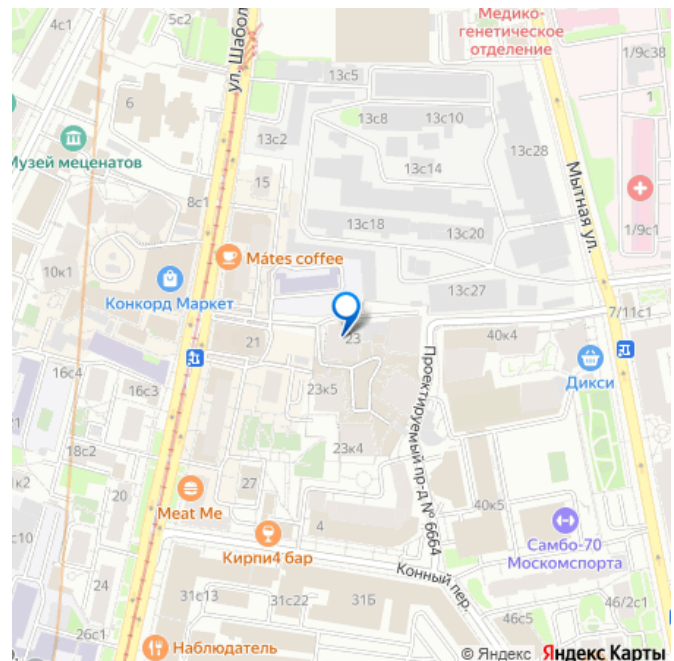 4с1
5с2
ул. Шабол
Медико-
генетическое
отделение
1/9с38
13с5
6
1
13с8
13с10
13с2
Музей меценатов
13с14
13с28
Мытная ул.
15
8с1
1/9с1
13с18
13с20
Mátes coffee
10к1
Конкорд Маркет
13с27
7/11с1
21
23
40к4
Проектируемый пр-д № 6664
16с4
16с3
23к5
Дикси
18с2
23к4
к2
20
27
40к5
Meat Me
4
Самбо-70
Москомспорта
Кирпи4 бар
Конный пер.
24
31с13
31с22
31Б
46с5
46/2с1
26с1
Наблюдатель
© Яндекс Яндекс Карты